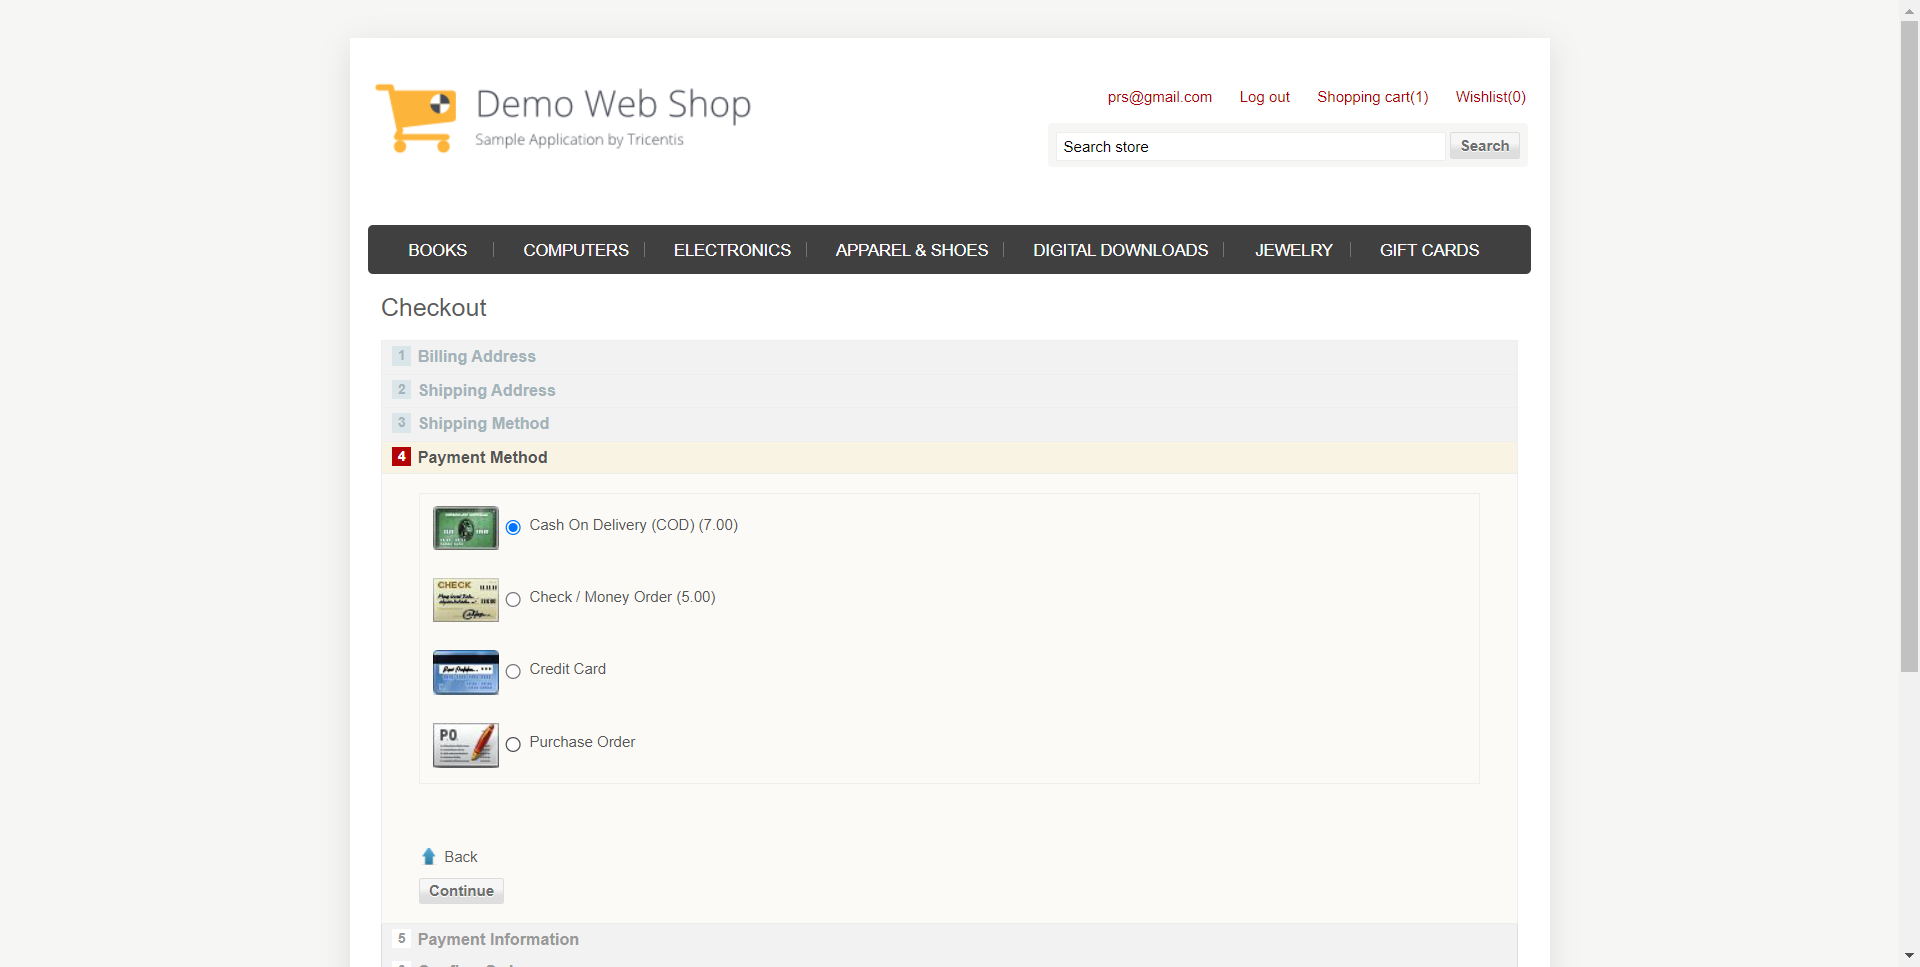 Demo Web Shop
Sample Application by Tricentis
prs@gmail.com Log out Shopping cart(1) Wishlist(0)
Search store Search
BOOKS COMPUTERS ELECTRONICS APPAREL & SHOES DIGITAL DOWNLOADS JEWELRY GIFT CARDS
Checkout
1 Billing Address
2 Shipping Address
3 Shipping Method
4 Payment Method
Cash On Delivery (COD) (7.00)
CHECK
Check / Money Order (5.00)
Credit Card
PO
Purchase Order
Back
Continue
5 Payment Information